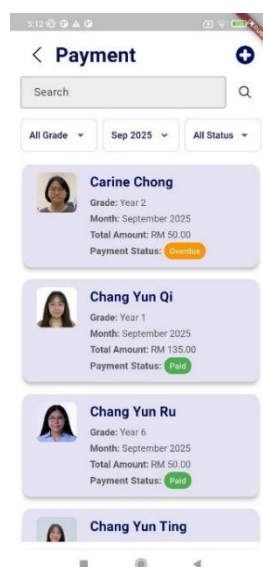 5:12
Payment
Search
All Grade
Sep 2025
All Status
Carine Chong
Grade: Year 2
Month: September 2025
Total Amount: RM 50.00
Payment Status: Overdue
Chang Yun Qi
Grade: Year 1
Month: September 2025
Total Amount: RM 135.00
Payment Status: Paid
Chang Yun Ru
Grade: Year 6
Month: September 2025
Total Amount: RM 50.00
Payment Status: Paid
Chang Yun Ting